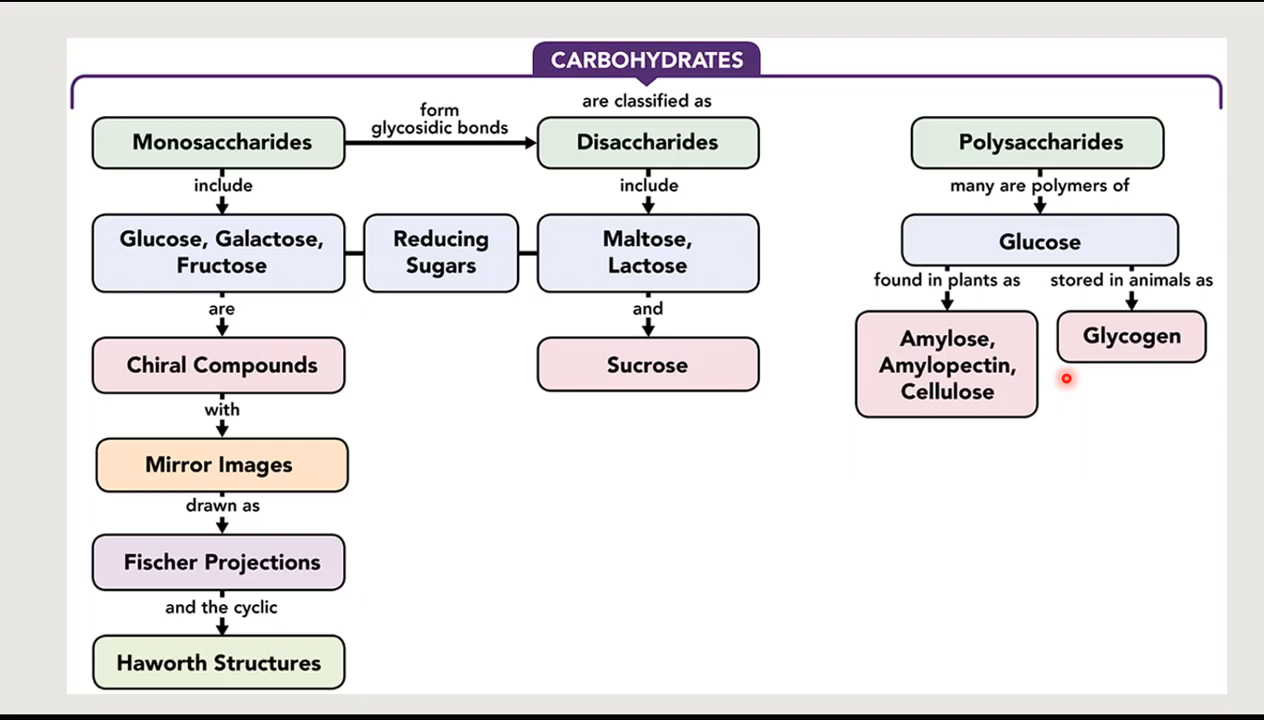 CARBOHYDRATES
are classified as
Monosaccharides
form
glycosidic bonds
Disaccharides
Polysaccharides
include
include
many are polymers of
Glucose, Galactose,
Fructose
Reducing
Sugars
Maltose,
Lactose
Glucose
are
and
found in plants as
stored in animals as
Chiral Compounds
Sucrose
Amylose,
Amylopectin,
Cellulose
Glycogen
with
Mirror Images
drawn as
Fischer Projections
and the cyclic
Haworth Structures